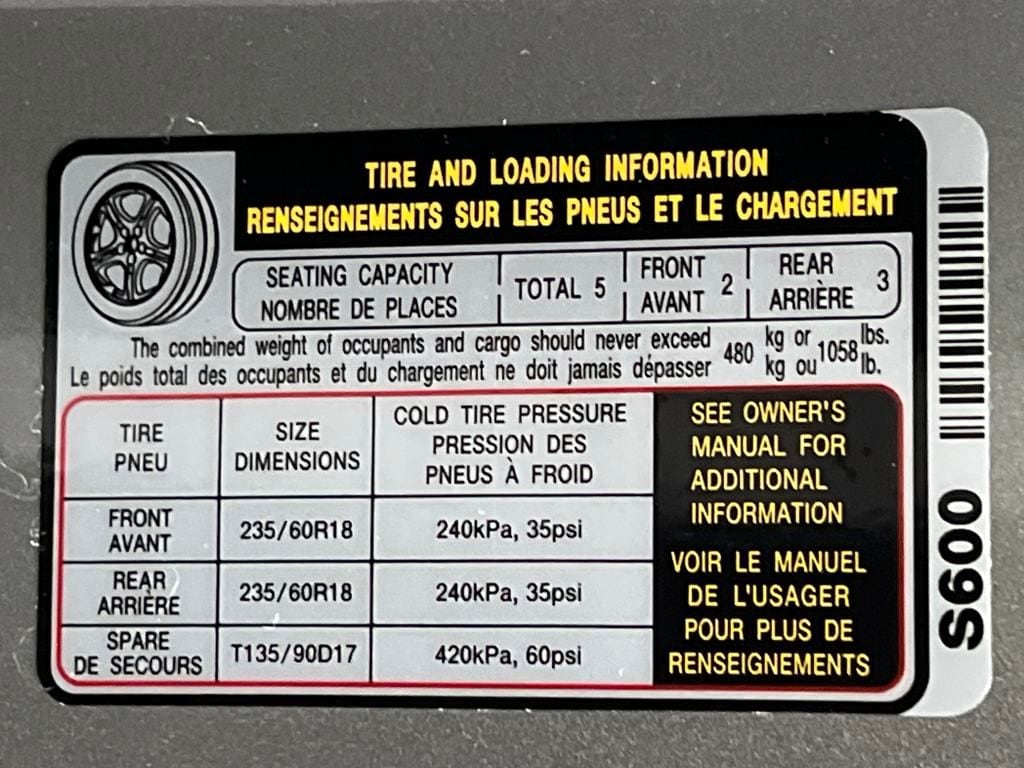 TIRE AND LOADING INFORMATION
RENSEIGNEMENTS SUR LES PNEUS ET LE CHARGEMENT
SEATING CAPACITY
NOMBRE DE PLACES
TOTAL 5
FRONT
AVANT
2
REAR
ARRIÈRE
3
The combined weight of occupants and cargo should never exceed
Le poids total des occupants et du chargement ne doit jamais dépasser
480
kg or
kg ou
1058
lbs.
lb.
TIRE
PNEU
SIZE
DIMENSIONS
COLD TIRE PRESSURE
PRESSION DES
PNEUS À FROID
FRONT
AVANT
235/60R18
240kPa, 35psi
REAR
ARRIÈRE
235/60R18
240kPa, 35psi
SPARE
DE SECOURS
T135/90D17
420kPa, 60psi
SEE OWNER'S
MANUAL FOR
ADDITIONAL
INFORMATION
VOIR LE MANUEL
DE L'USAGER
POUR PLUS DE
RENSEIGNEMENTS
S600